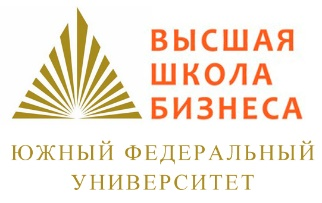 ВЫСШАЯ
ШКОЛА
БИЗНЕСА
ЮЖНЫЙ ФЕДЕРАЛЬНЫЙ
УНИВЕРСИТЕТ